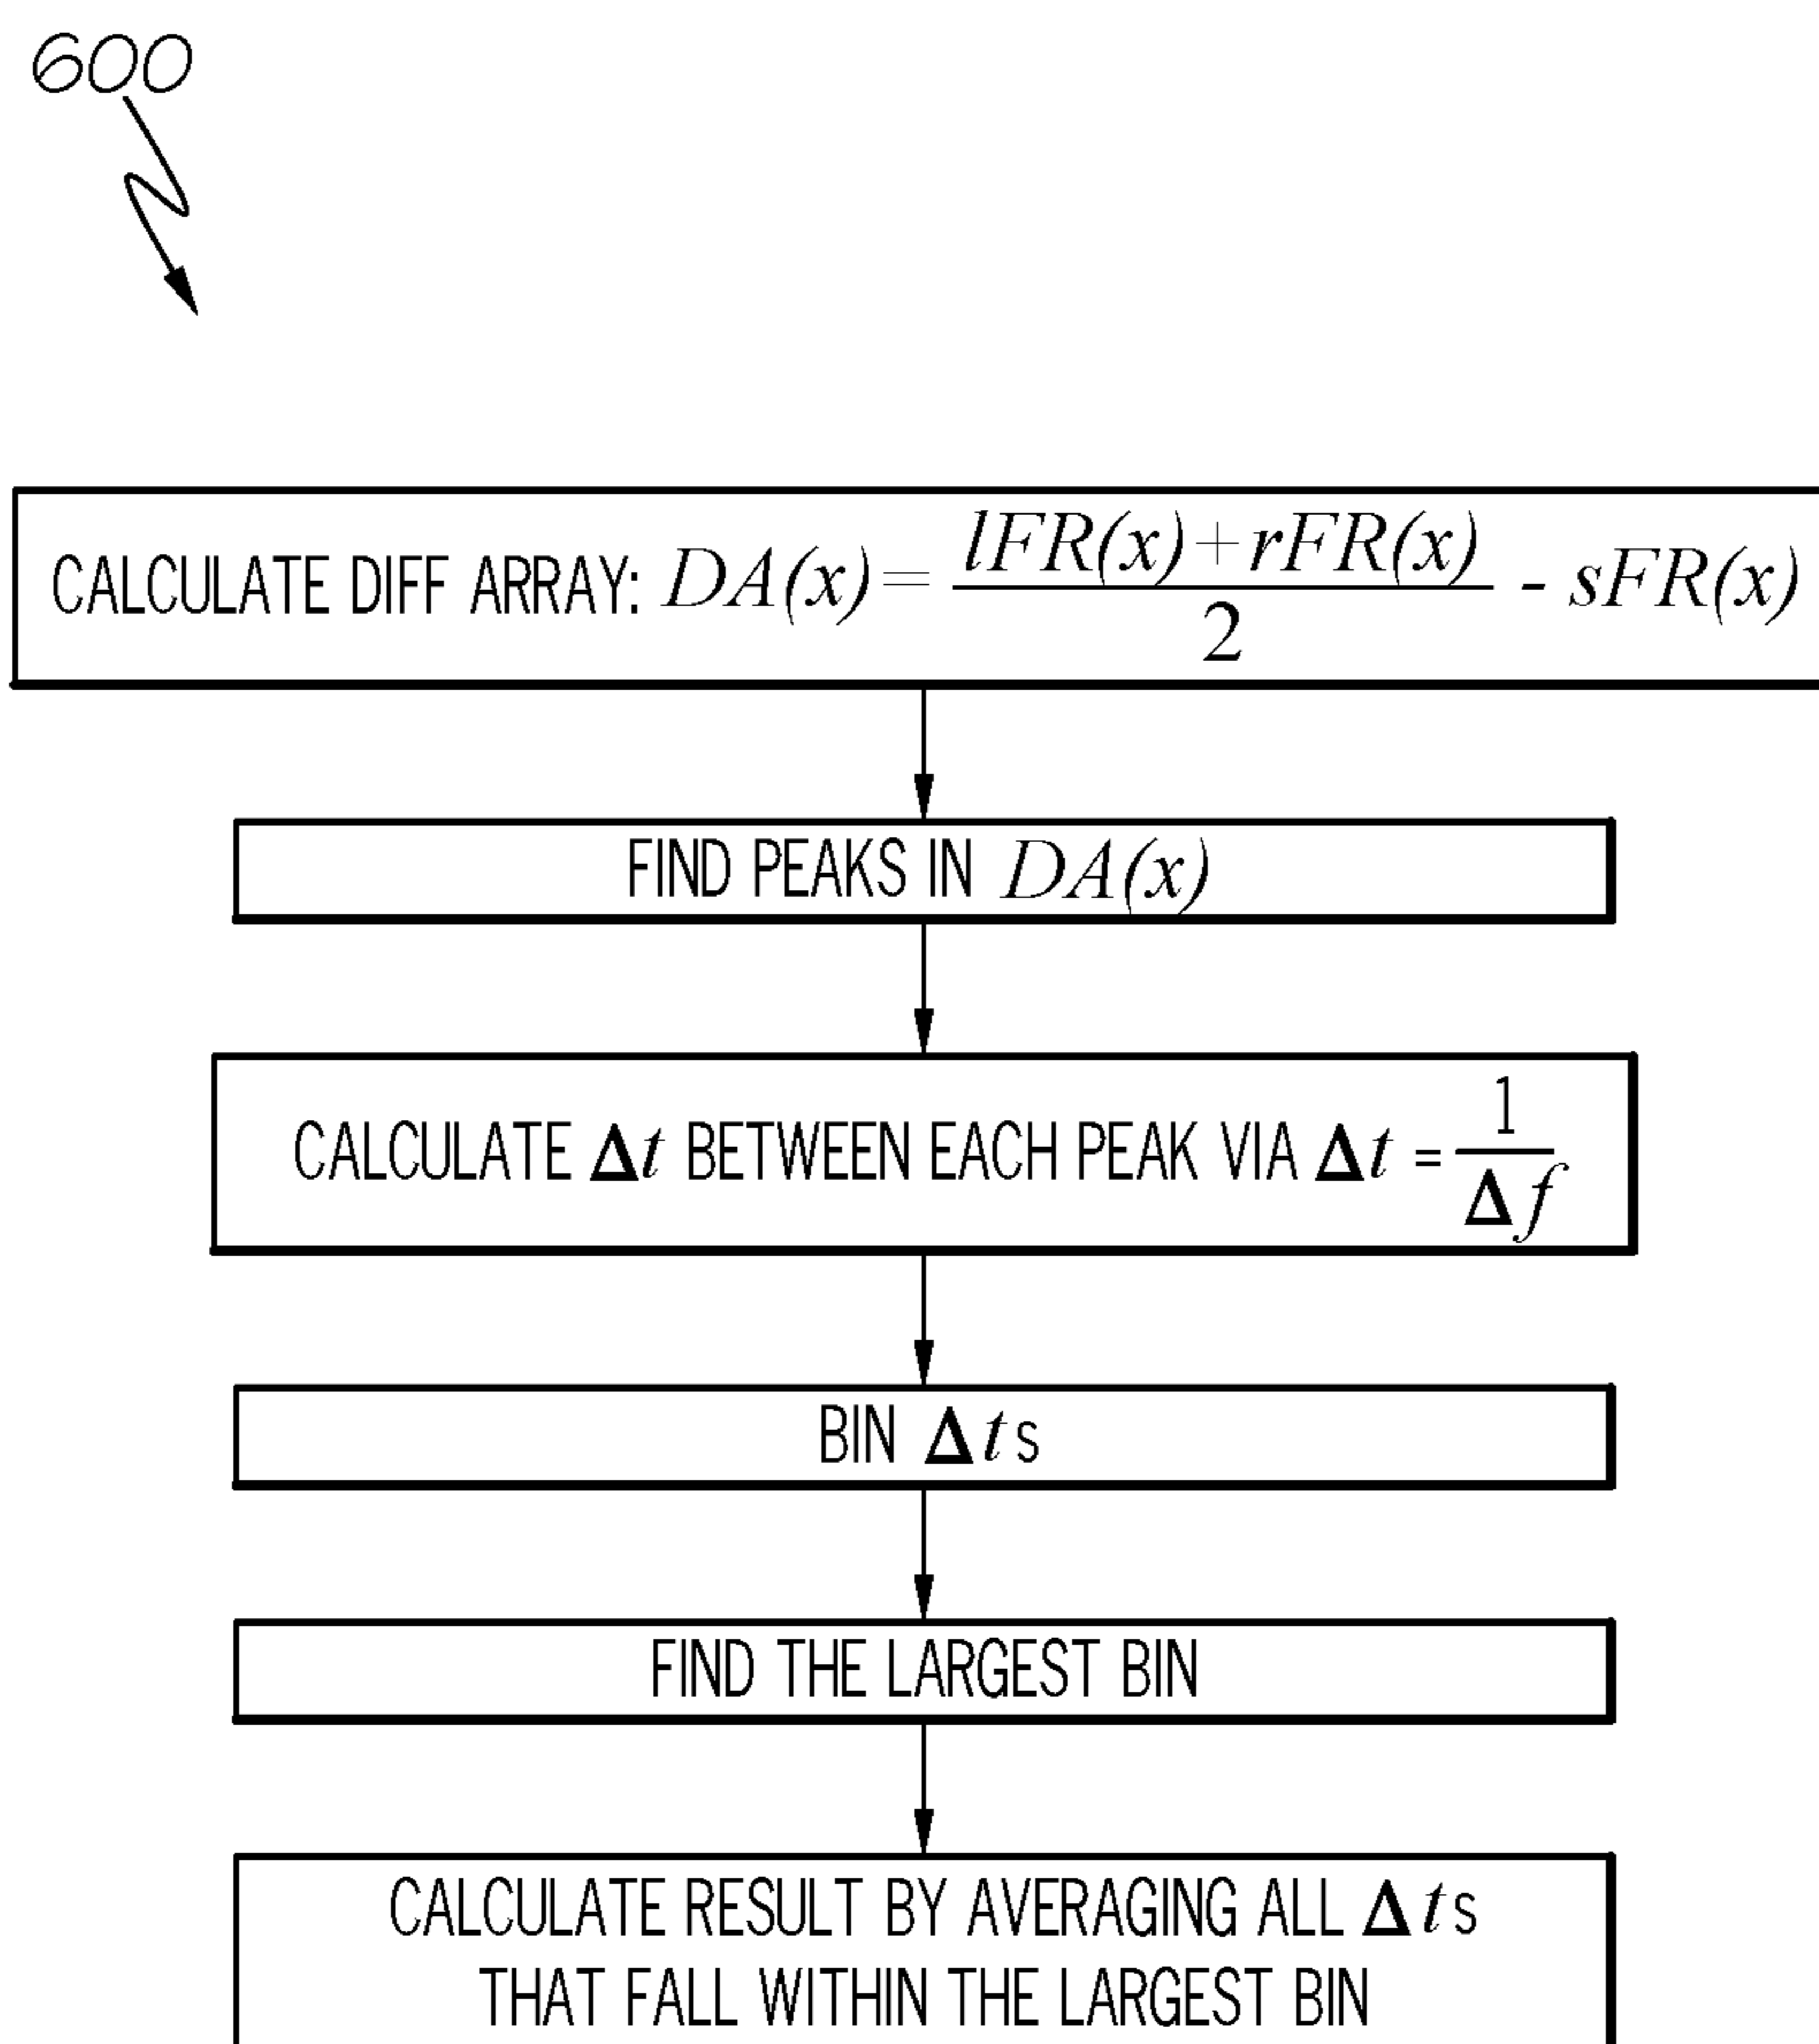 600
CALCULATE DIFF ARRAY: DA(x) = \frac{lFR(x)+rFR(x)}{2} - sFR(x)
FIND PEAKS IN DA(x)
CALCULATE Δt BETWEEN EACH PEAK VIA Δt = \frac{1}{Δf}
BIN Δts
FIND THE LARGEST BIN
CALCULATE RESULT BY AVERAGING ALL Δts
THAT FALL WITHIN THE LARGEST BIN